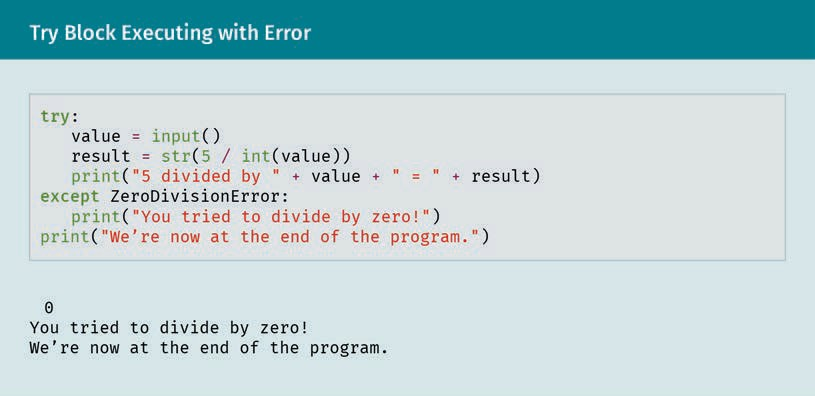 Try Block Executing with Error
try:
   value = input()
   result = str(5 / int(value))
   print("5 divided by " + value + " = " + result)
except ZeroDivisionError:
   print("You tried to divide by zero!")
print("We’re now at the end of the program.")
0
You tried to divide by zero!
We’re now at the end of the program.